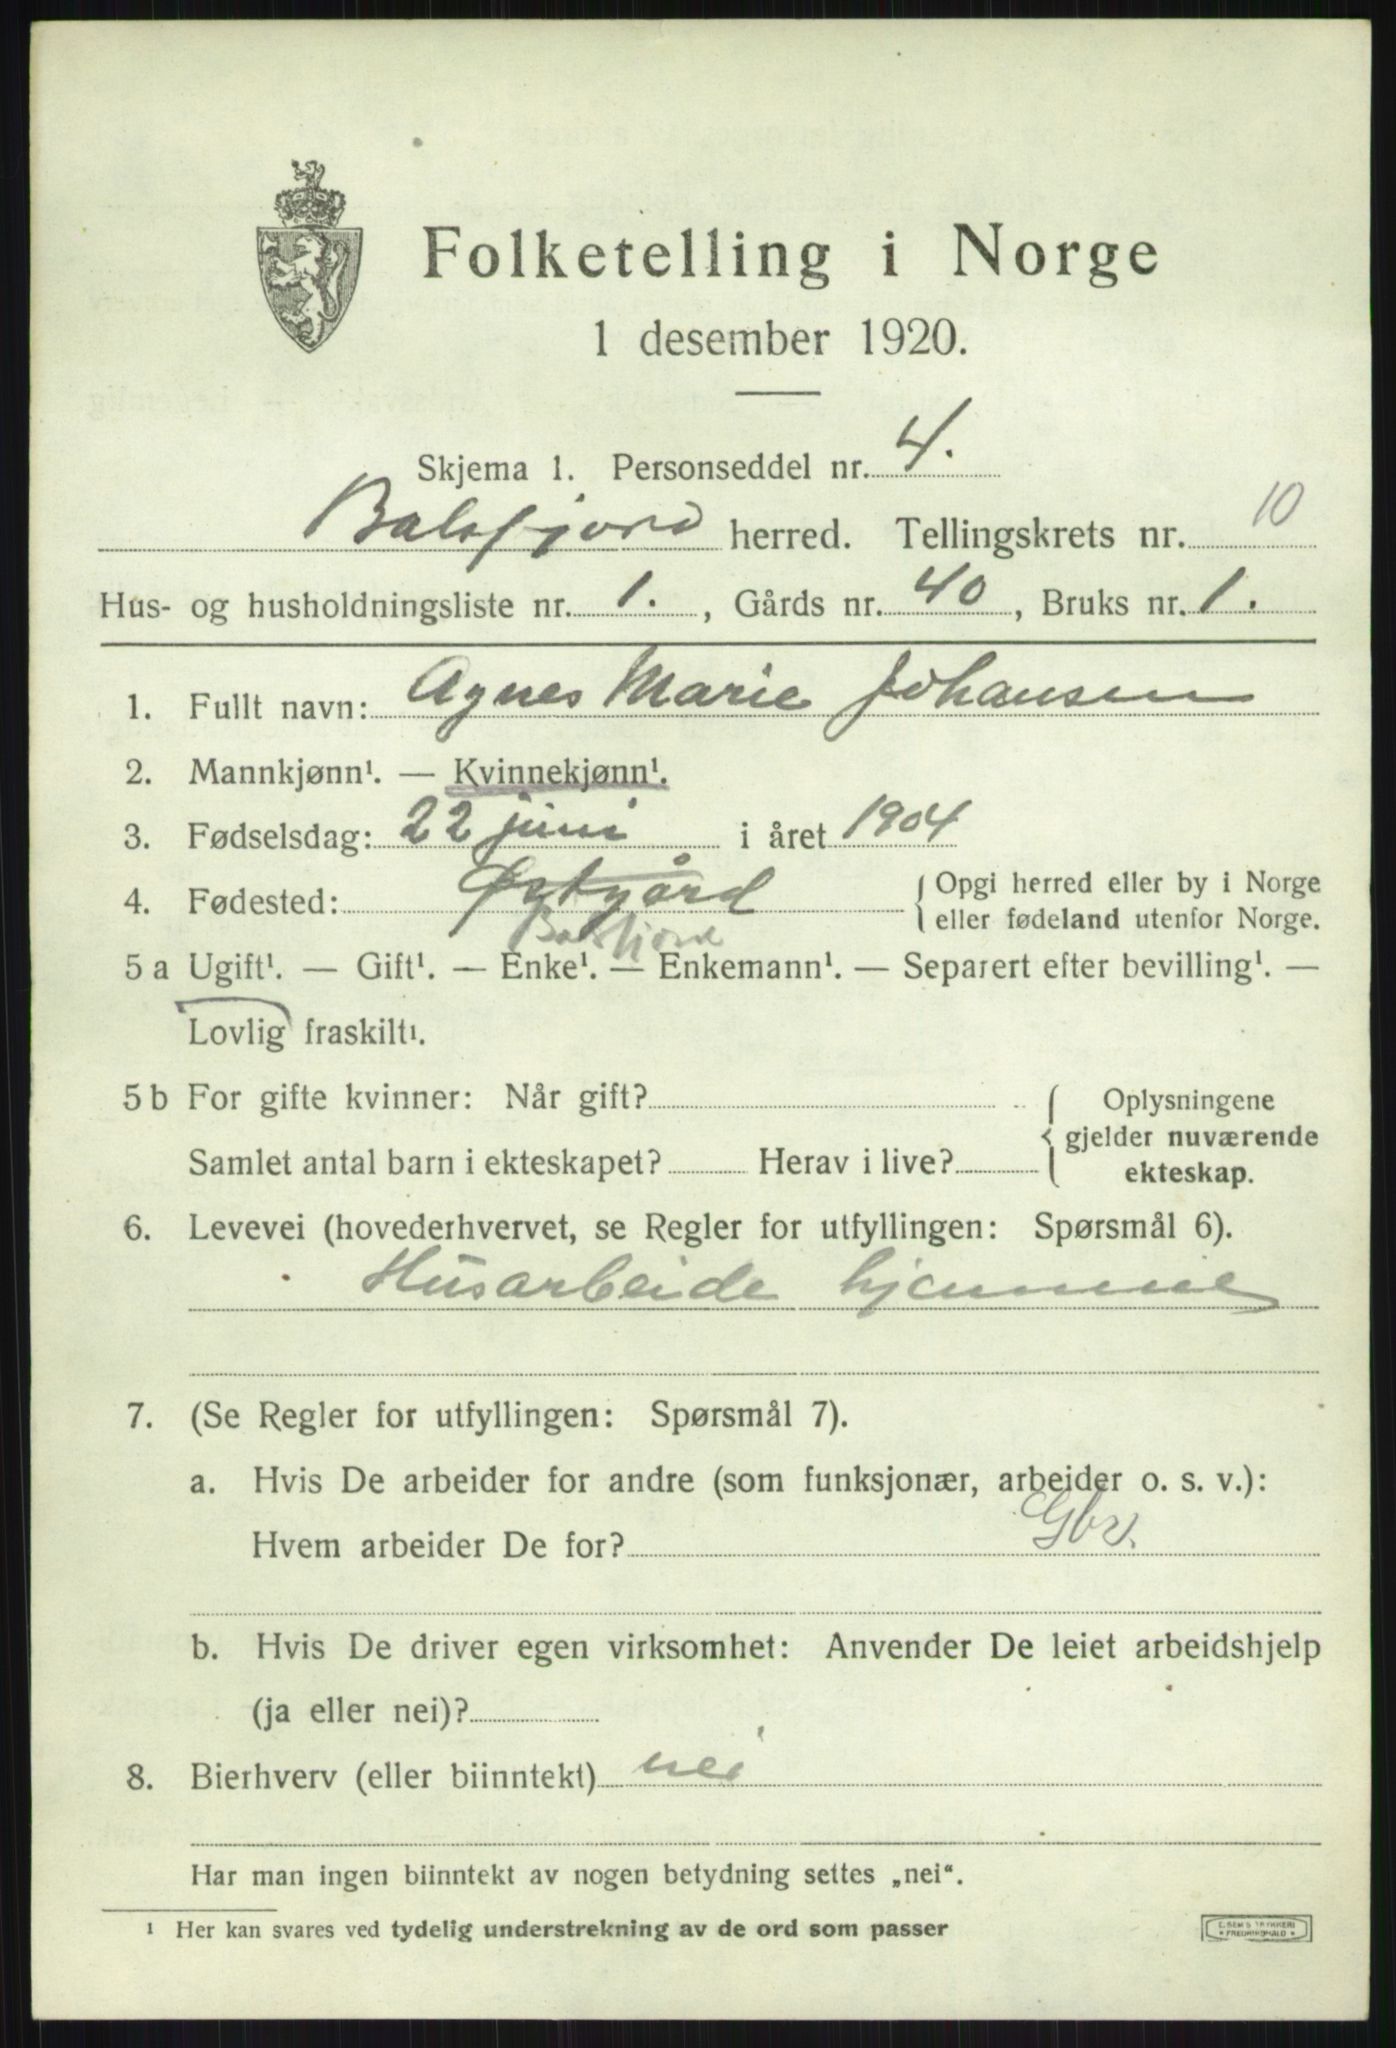 Folketelling i Norge
1 desember 1920.
Skjema 1. Personseddel nr. 4.
Balsfjord herred. Tellingskrets nr. 10
Hus- og husholdningsliste nr. 1., Gårds nr. 40, Bruks nr. 1.
1. Fullt navn: Agnes Marie Johansen
2. Mannkjønn¹. — Kvinnekjønn¹.
3. Fødselsdag: 22 juni i året 1904
4. Fødested: Østgård { Opgi herred eller by i Norge
eller fødeland utenfor Norge.
Balsfjord
5 a Ugift¹. — Gift¹. — Enke¹. — Enkemann¹. — Separert efter bevilling¹. —
Lovlig fraskilt¹.
5 b For gifte kvinner: Når gift? { Oplysningene
gjelder nuværende
Samlet antal barn i ekteskapet? Herav i live? ekteskap.
6. Levevei (hovederhvervet, se Regler for utfyllingen: Spørsmål 6).
Husarbeide hjemme
7. (Se Regler for utfyllingen: Spørsmål 7).
a. Hvis De arbeider for andre (som funksjonær, arbeider o. s. v.):
Hvem arbeider De for? Gbr.
b. Hvis De driver egen virksomhet: Anvender De leiet arbeidshjelp
(ja eller nei)?
8. Bierhverv (eller biinntekt) nei
Har man ingen biinntekt av nogen betydning settes „nei“.
¹ Her kan svares ved tydelig understrekning av de ord som passer
E. SEMS TRYKKERI
FREDRIKSHALD